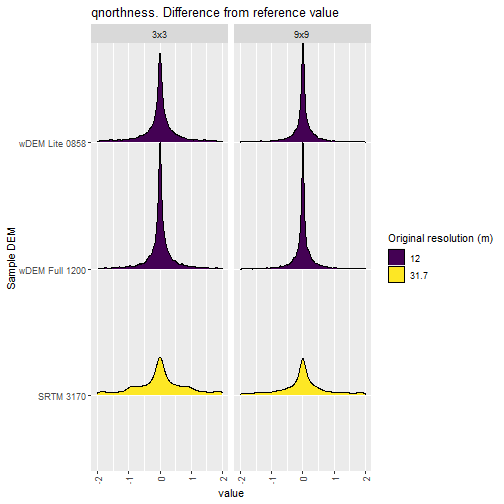 qnorthness. Difference from reference value
3x3 9x9
wDEM Lite 0858
wDEM Full 1200
SRTM 3170
Sample DEM
Original resolution (m)
12
31.7
-2 -1 0 1 2 -2 -1 0 1 2
value